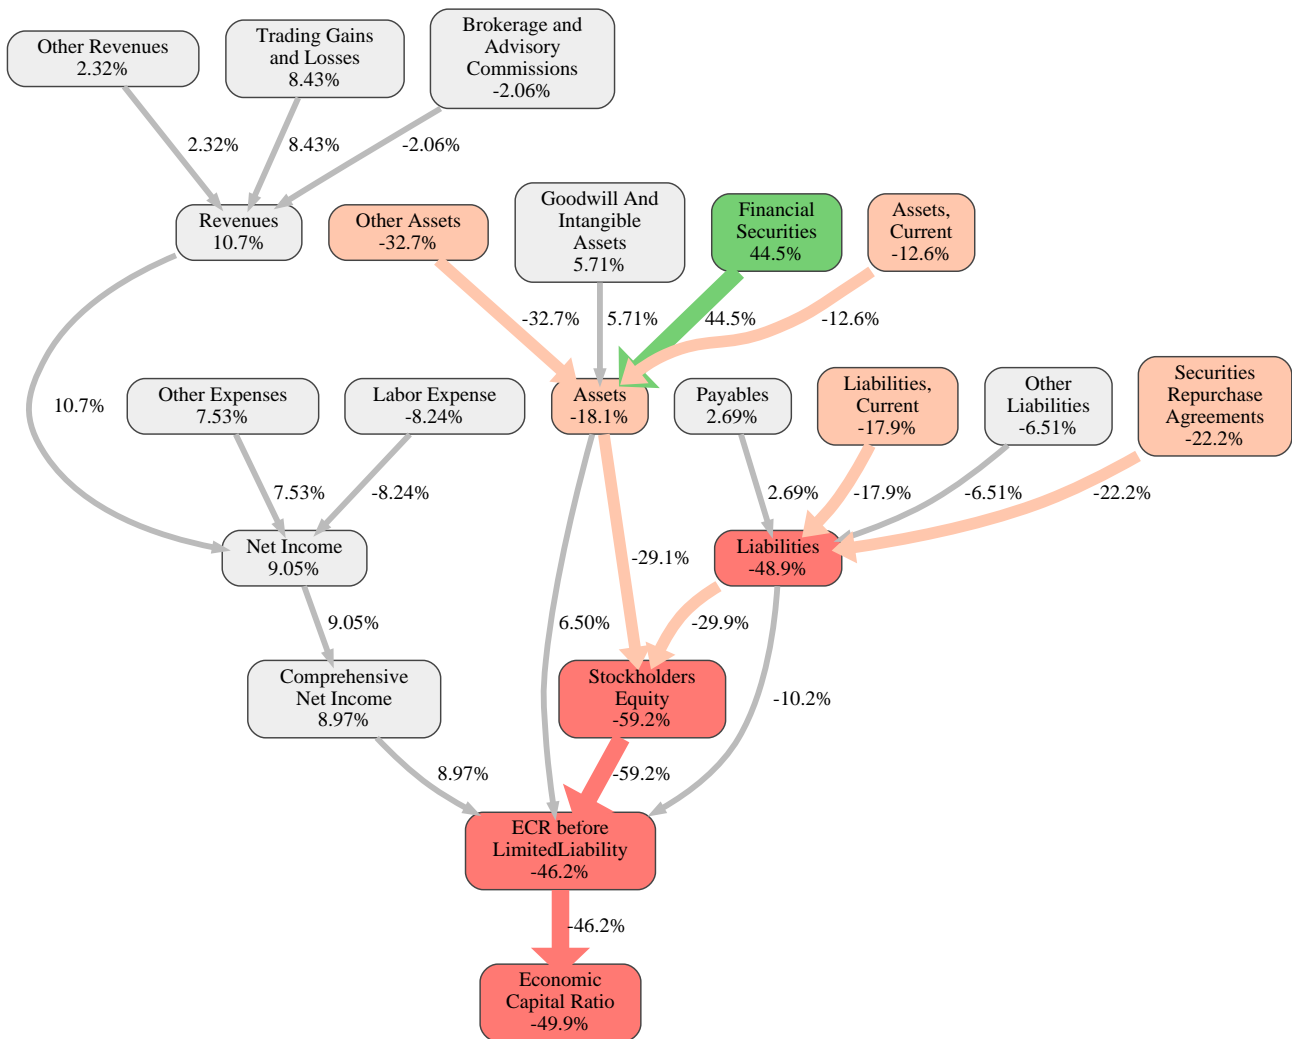 Other Revenues
2.32%
Trading Gains
and Losses
8.43%
Brokerage and
Advisory
Commissions
-2.06%
2.32%
8.43%
-2.06%
Revenues
10.7%
Other Assets
-32.7%
Goodwill And
Intangible
Assets
5.71%
Financial
Securities
44.5%
Assets,
Current
-12.6%
-32.7%
5.71%
44.5%
-12.6%
10.7%
Other Expenses
7.53%
Labor Expense
-8.24%
Assets
-18.1%
Payables
2.69%
Liabilities,
Current
-17.9%
Other
Liabilities
-6.51%
Securities
Repurchase
Agreements
-22.2%
7.53%
-8.24%
2.69%
-17.9%
-6.51%
-22.2%
Net Income
9.05%
-29.1%
Liabilities
-48.9%
9.05%
6.50%
-29.9%
Comprehensive
Net Income
8.97%
Stockholders
Equity
-59.2%
-10.2%
8.97%
-59.2%
ECR before
LimitedLiability
-46.2%
-46.2%
Economic
Capital Ratio
-49.9%